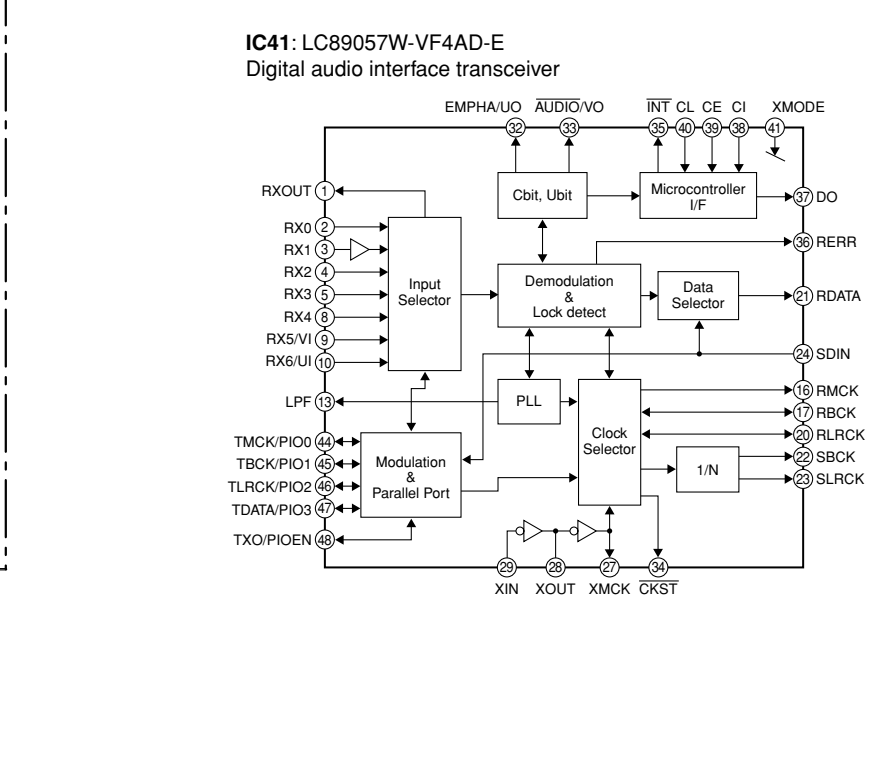 IC41: LC89057W-VF4AD-E
Digital audio interface transceiver
EMPHA/UO AUDIO/VO INT CL CE CI XMODE
32 33 35 40 39 38 41
RXOUT 1
Cbit, Ubit
Microcontroller
I/F
37 DO
RX0 2
RX1 3
RX2 4
RX3 5
RX4 8
RX5/VI 9
RX6/UI 10
Input
Selector
Demodulation
&
Lock detect
Data
Selector
36 RERR
21 RDATA
24 SDIN
LPF 13
PLL
Clock
Selector
16 RMCK
17 RBCK
20 RLRCK
22 SBCK
23 SLRCK
1/N
TMCK/PIO0 44
TBCK/PIO1 45
TLRCK/PIO2 46
TDATA/PIO3 47
TXO/PIOEN 48
Modulation
&
Parallel Port
29 28 27 34
XIN XOUT XMCK CKST